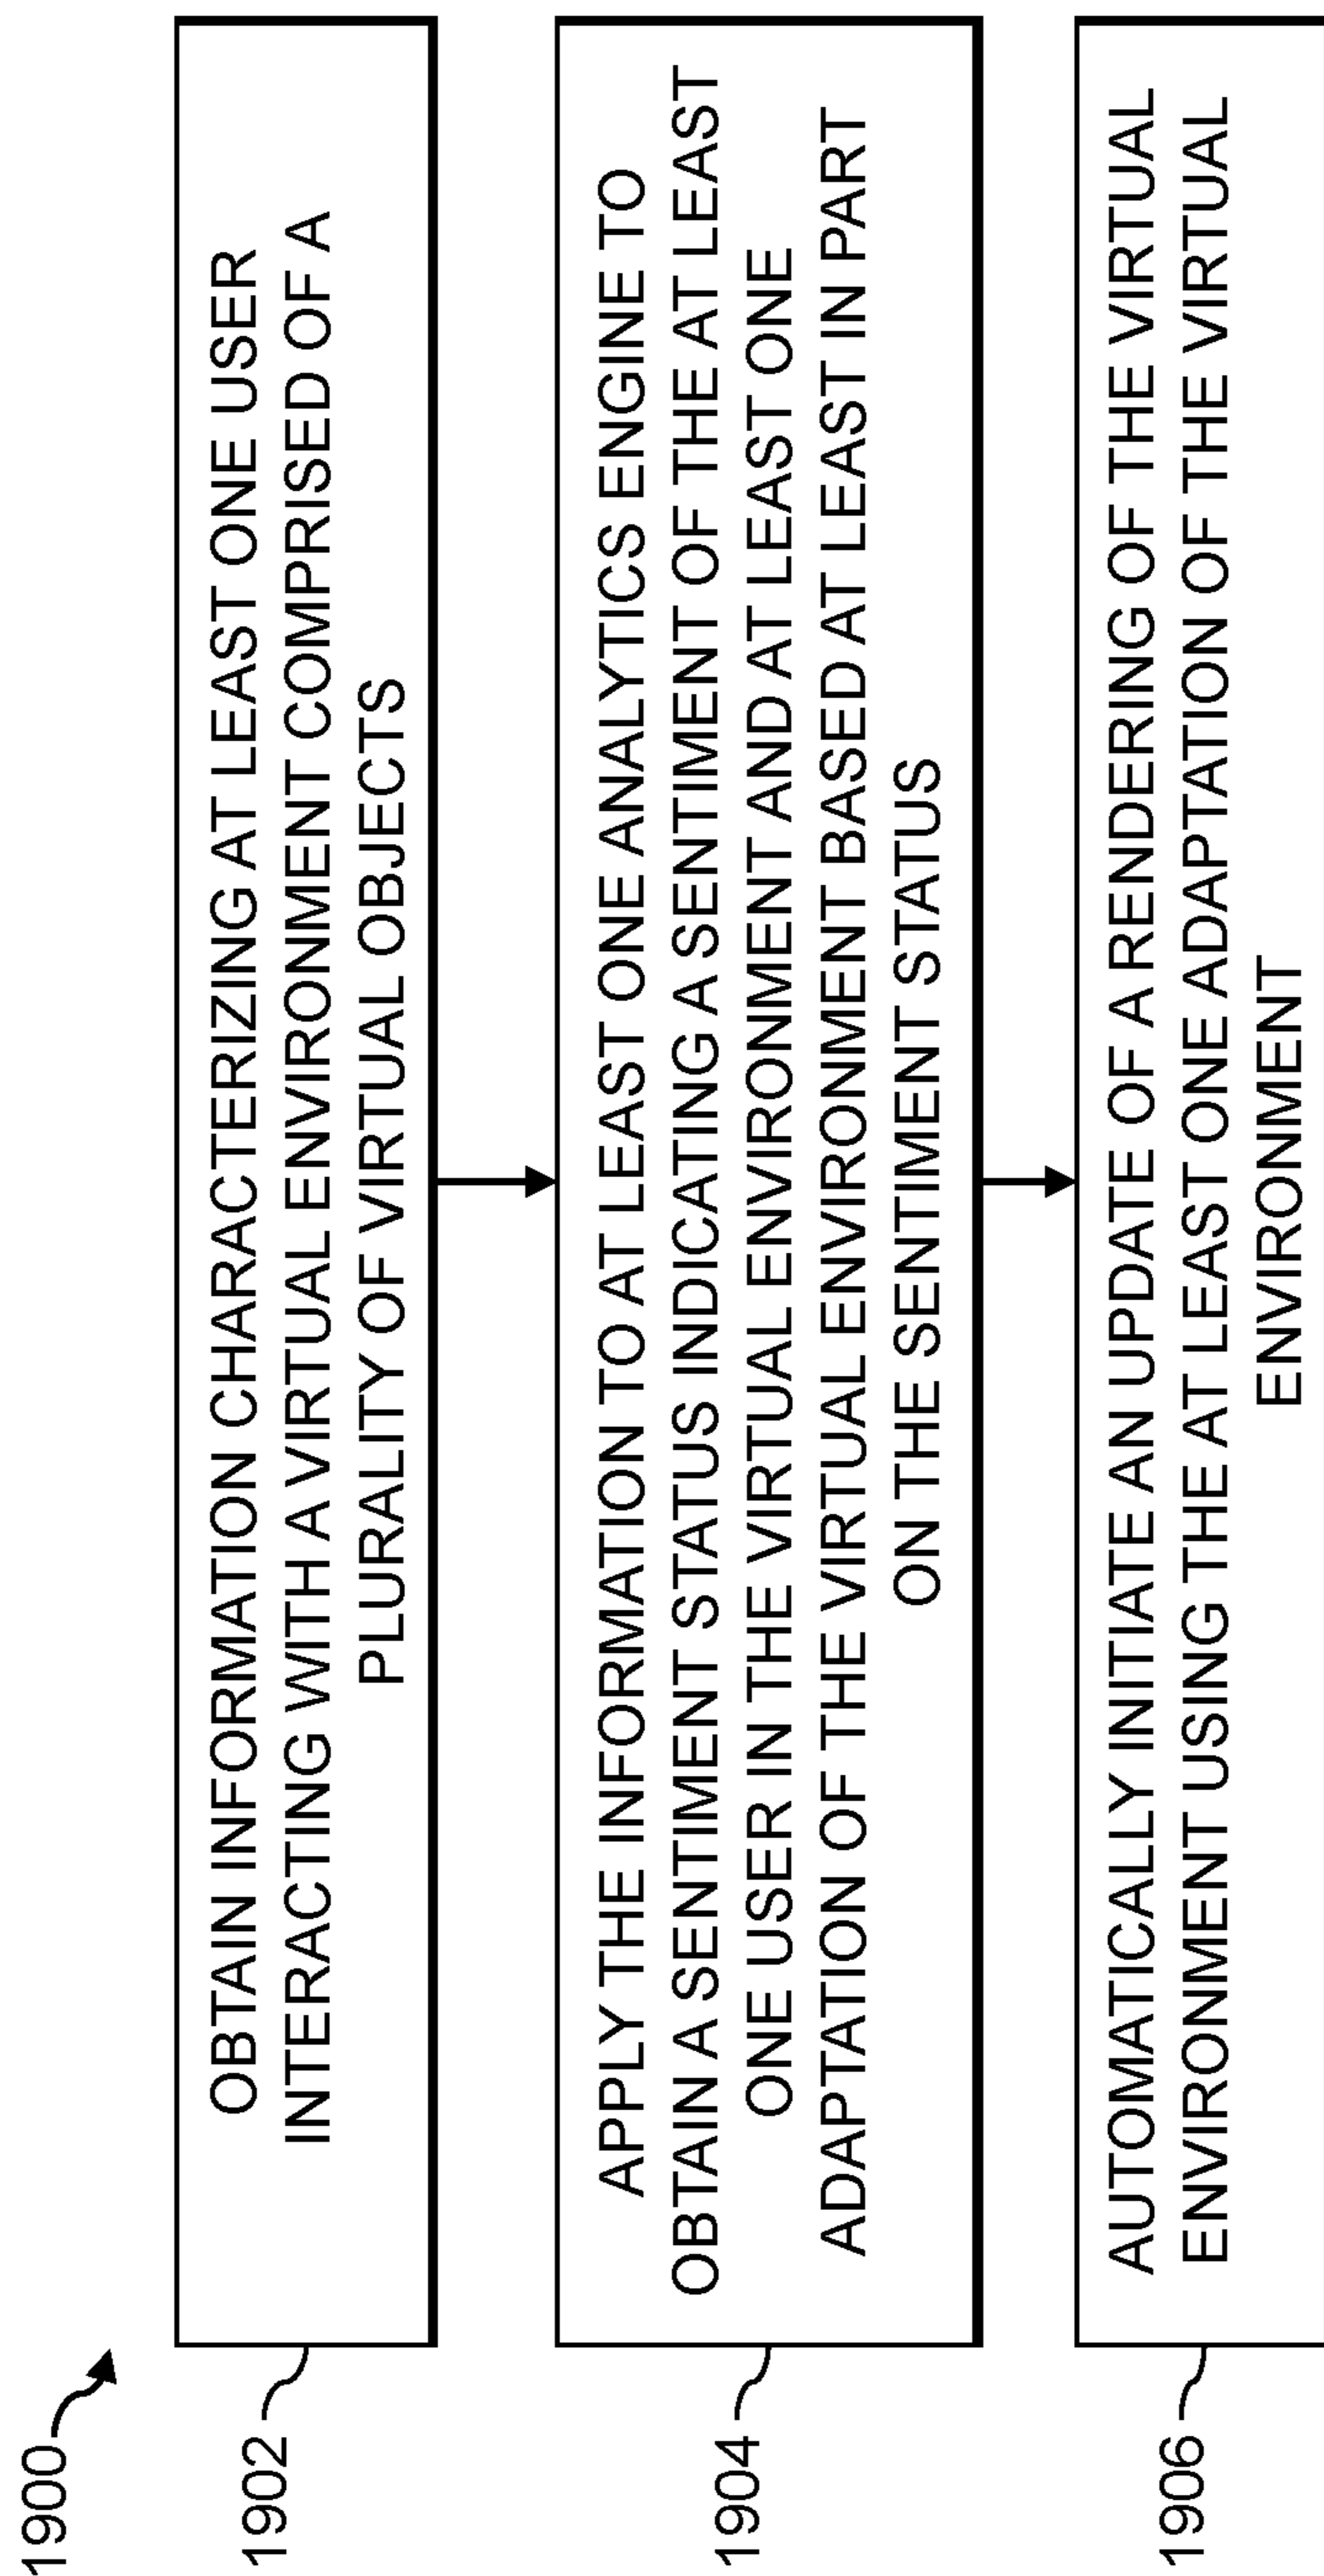 1900
1902
OBTAIN INFORMATION CHARACTERIZING AT LEAST ONE USER
INTERACTING WITH A VIRTUAL ENVIRONMENT COMPRISED OF A
PLURALITY OF VIRTUAL OBJECTS
1904
APPLY THE INFORMATION TO AT LEAST ONE ANALYTICS ENGINE TO
OBTAIN A SENTIMENT STATUS INDICATING A SENTIMENT OF THE AT LEAST
ONE USER IN THE VIRTUAL ENVIRONMENT AND AT LEAST ONE
ADAPTATION OF THE VIRTUAL ENVIRONMENT BASED AT LEAST IN PART
ON THE SENTIMENT STATUS
1906
AUTOMATICALLY INITIATE AN UPDATE OF A RENDERING OF THE VIRTUAL
ENVIRONMENT USING THE AT LEAST ONE ADAPTATION OF THE VIRTUAL
ENVIRONMENT